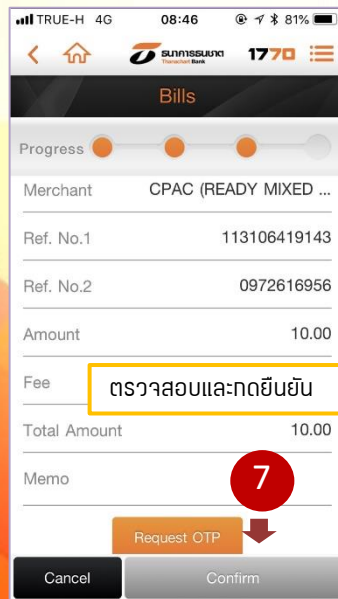 TRUE-H 4G 08:46 81%
ธนาคารธนชาต Thanachart Bank 1770
Bills
Progress
Merchant CPAC (READY MIXED ...
Ref. No.1 113106419143
Ref. No.2 0972616956
Amount 10.00
Fee
ตรวจสอบและกดยืนยัน
Total Amount 10.00
Memo
7
Request OTP
Cancel Confirm